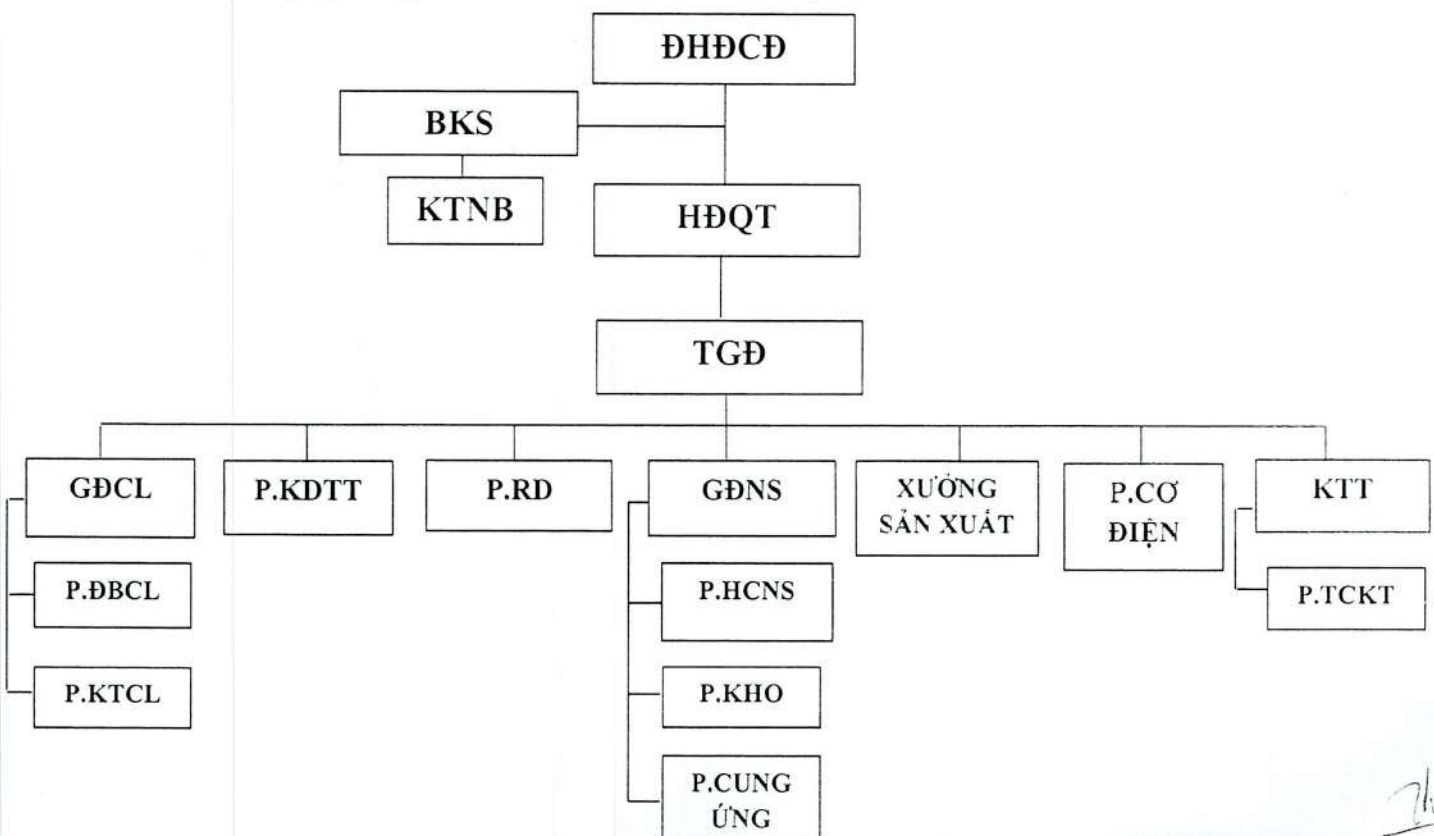 ĐHĐCĐ
BKS
KTNB
HĐQT
TGĐ
GĐCL
P.KDTT
P.RD
GĐNS
XƯỞNG
SẢN XUẤT
P.CƠ
ĐIỆN
KTT
P.ĐBCL
P.HCNS
P.TCKT
P.KTCL
P.KHO
P.CUNG
ỨNG